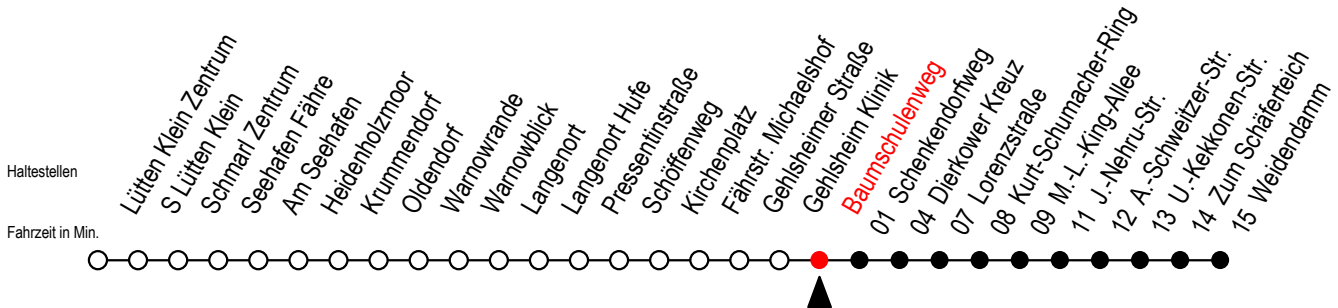 Haltestellen
Fahrzeit in Min.
Lütten Klein Zentrum
S Lütten Klein
Schmarl Zentrum
Seehafen Fähre
Am Seehafen
Heidenholzmoor
Krummendorf
Oldendorf
Warnowrande
Warnowblick
Langenort
Langenort Hufe
Pressentinstraße
Schöffenweg
Kirchenplatz
Fährstr. Michaelshof
Gehlsheimer Straße
Gehlsheim Klinik
Baumschulenweg
01 Schenkendorfweg
04 Dierkower Kreuz
07 Lorenzstraße
08 Kurt-Schumacher-Ring
09 M.-L.-King-Allee
11 J.-Nehru-Str.
12 A.-Schweitzer-Str.
13 U.-Kekkonen-Str.
14 Zum Schäferteich
15 Weidendamm